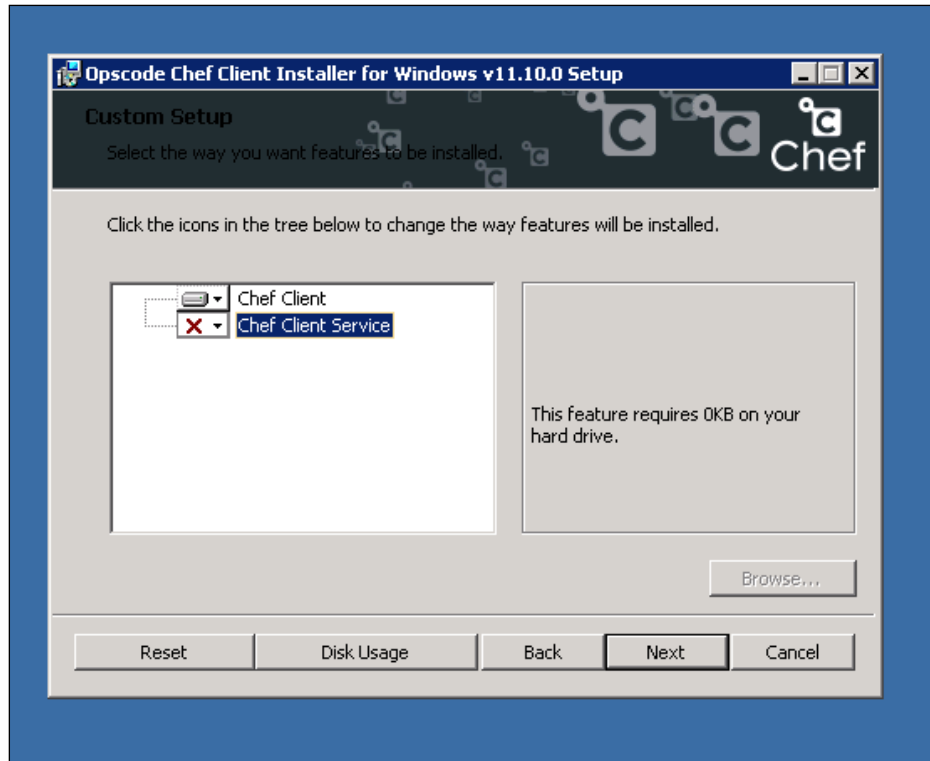 Opscode Chef Client Installer for Windows v11.10.0 Setup
Custom Setup
Select the way you want features to be installed.
Chef
Click the icons in the tree below to change the way features will be installed.
Chef Client
Chef Client Service
This feature requires 0KB on your
hard drive.
Browse...
Reset
Disk Usage
Back
Next
Cancel